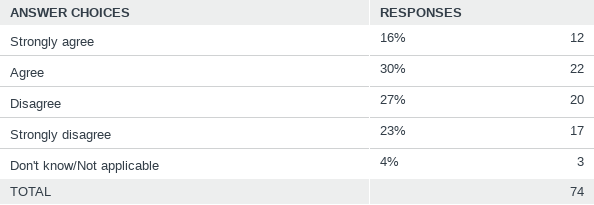 ANSWER CHOICES RESPONSES
Strongly agree 16% 12
Agree 30% 22
Disagree 27% 20
Strongly disagree 23% 17
Don't know/Not applicable 4% 3
TOTAL 74